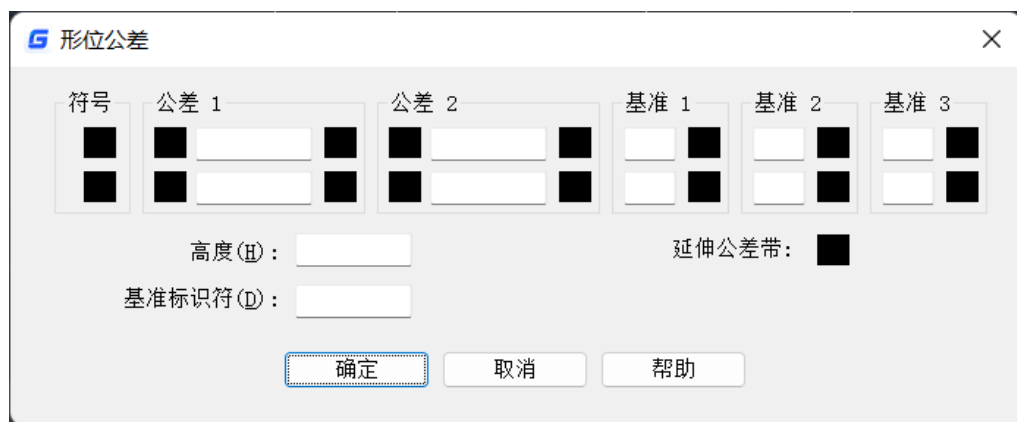 形位公差
符号 公差 1 公差 2 基准 1 基准 2 基准 3
高度(H): 延伸公差带:
基准标识符(D):
确定 取消 帮助